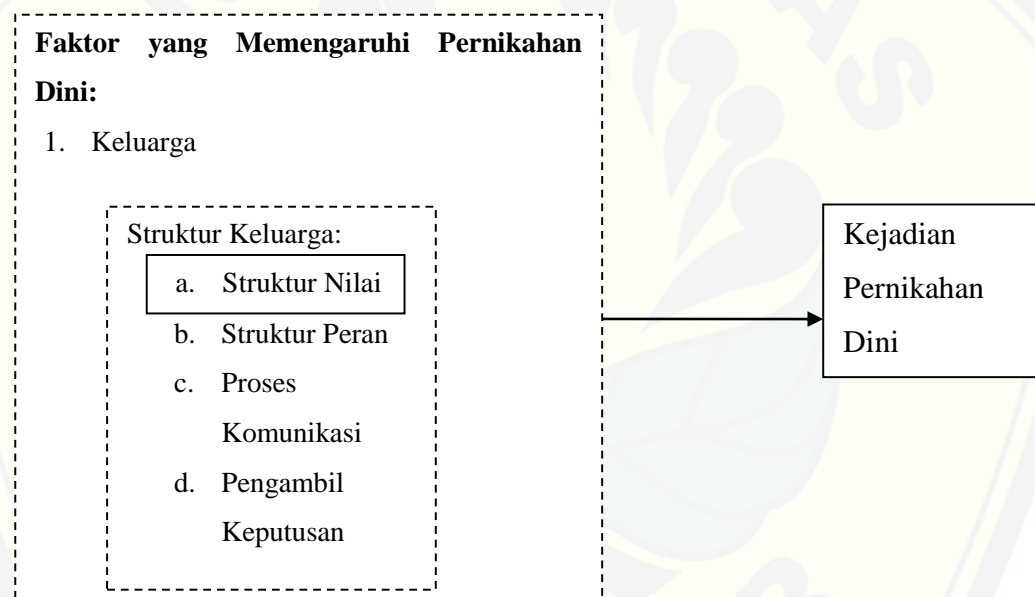 Faktor yang Memengaruhi Pernikahan
Dini:
1. Keluarga
Struktur Keluarga:
a. Struktur Nilai
b. Struktur Peran
c. Proses
Komunikasi
d. Pengambil
Keputusan
Kejadian
Pernikahan
Dini